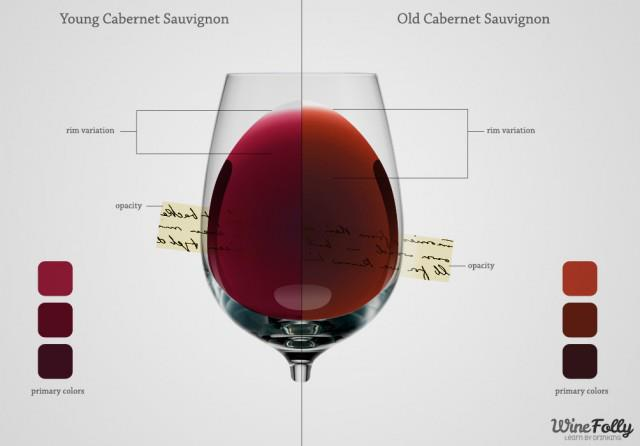 Young Cabernet Sauvignon
Old Cabernet Sauvignon
rim variation
rim variation
opacity
opacity
primary colors
primary colors
Wine Folly
LEARN BY DRINKING